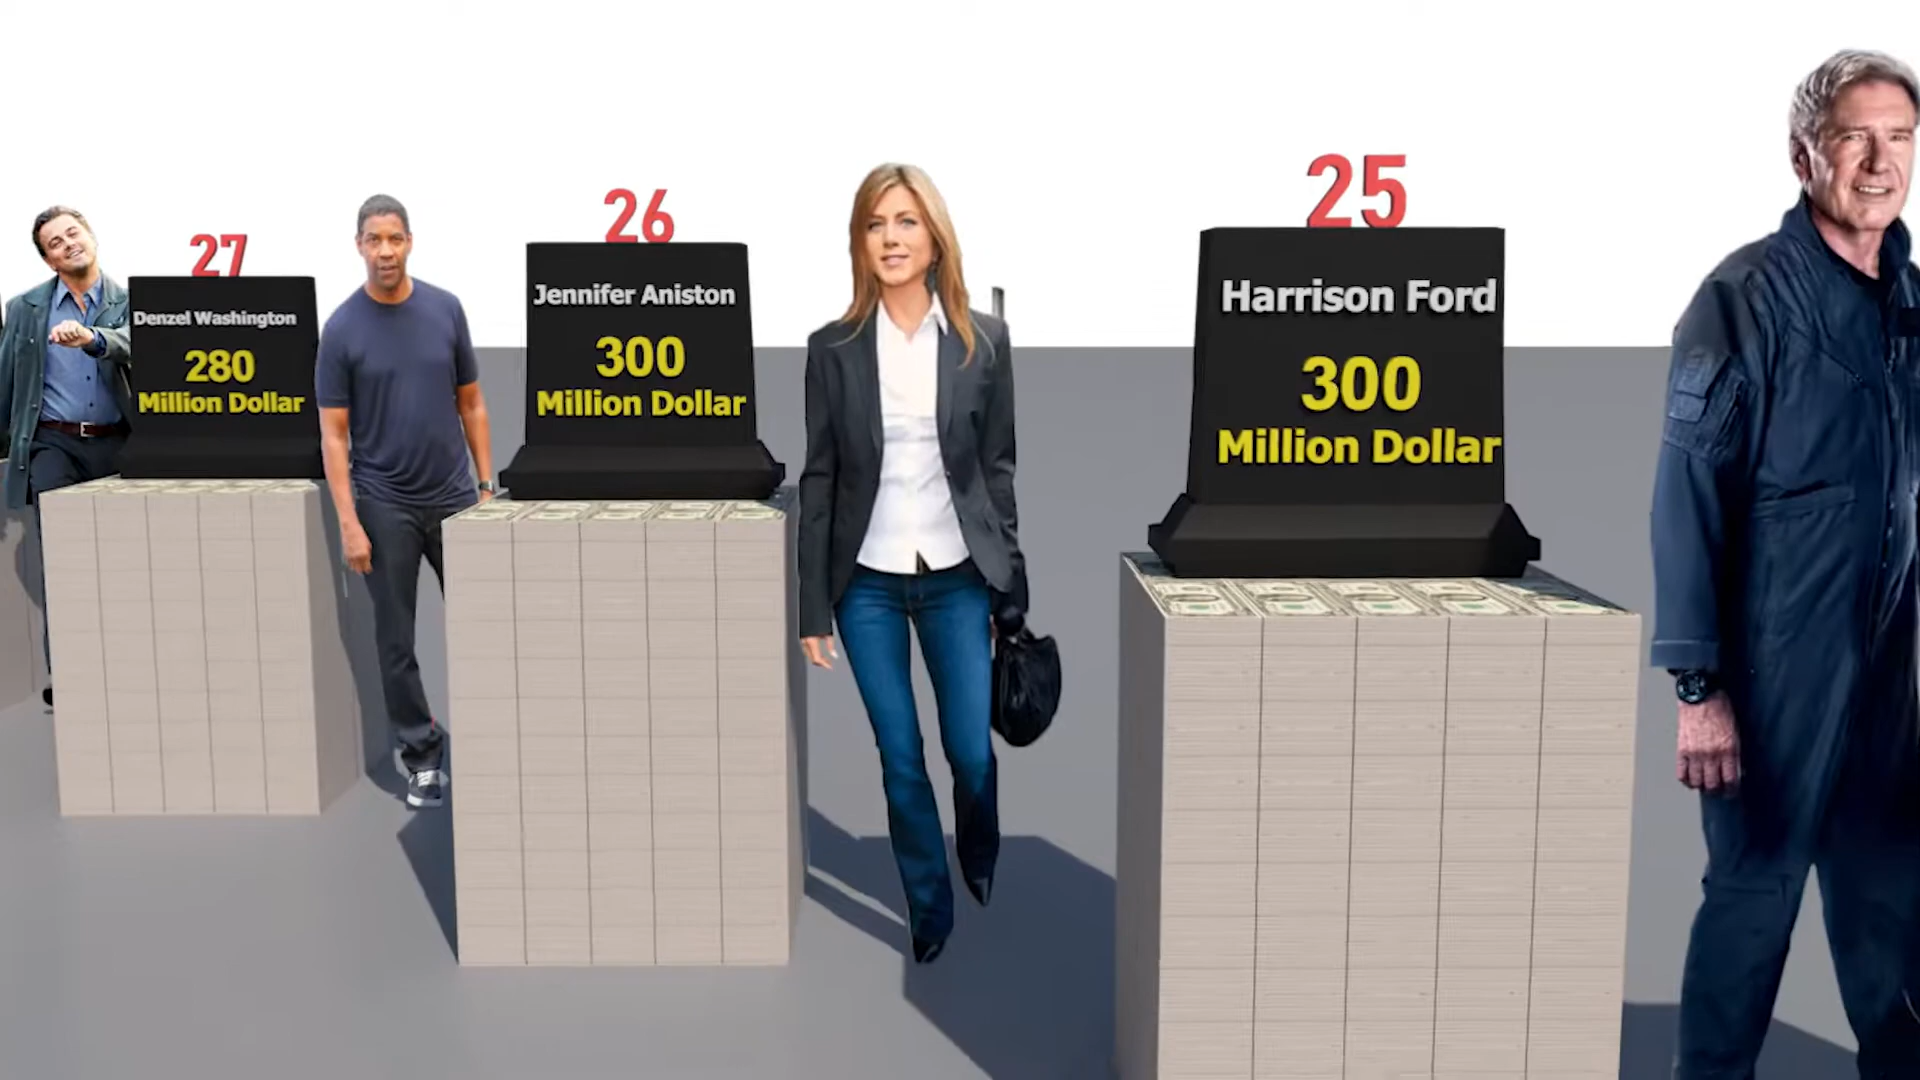 27
Denzel Washington
280
Million Dollar
26
Jennifer Aniston
300
Million Dollar
25
Harrison Ford
300
Million Dollar